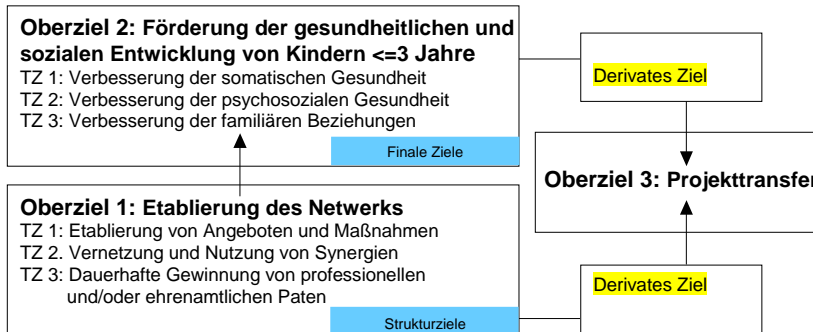 Oberziel 2: Förderung der gesundheitlichen und
sozialen Entwicklung von Kindern <=3 Jahre
TZ 1: Verbesserung der somatischen Gesundheit
TZ 2: Verbesserung der psychosozialen Gesundheit
TZ 3: Verbesserung der familiären Beziehungen
Finale Ziele
Derivates Ziel
Oberziel 3: Projekttransfer
Oberziel 1: Etablierung des Netwerks
TZ 1: Etablierung von Angeboten und Maßnahmen
TZ 2. Vernetzung und Nutzung von Synergien
TZ 3: Dauerhafte Gewinnung von professionellen
und/oder ehrenamtlichen Paten
Strukturziele
Derivates Ziel